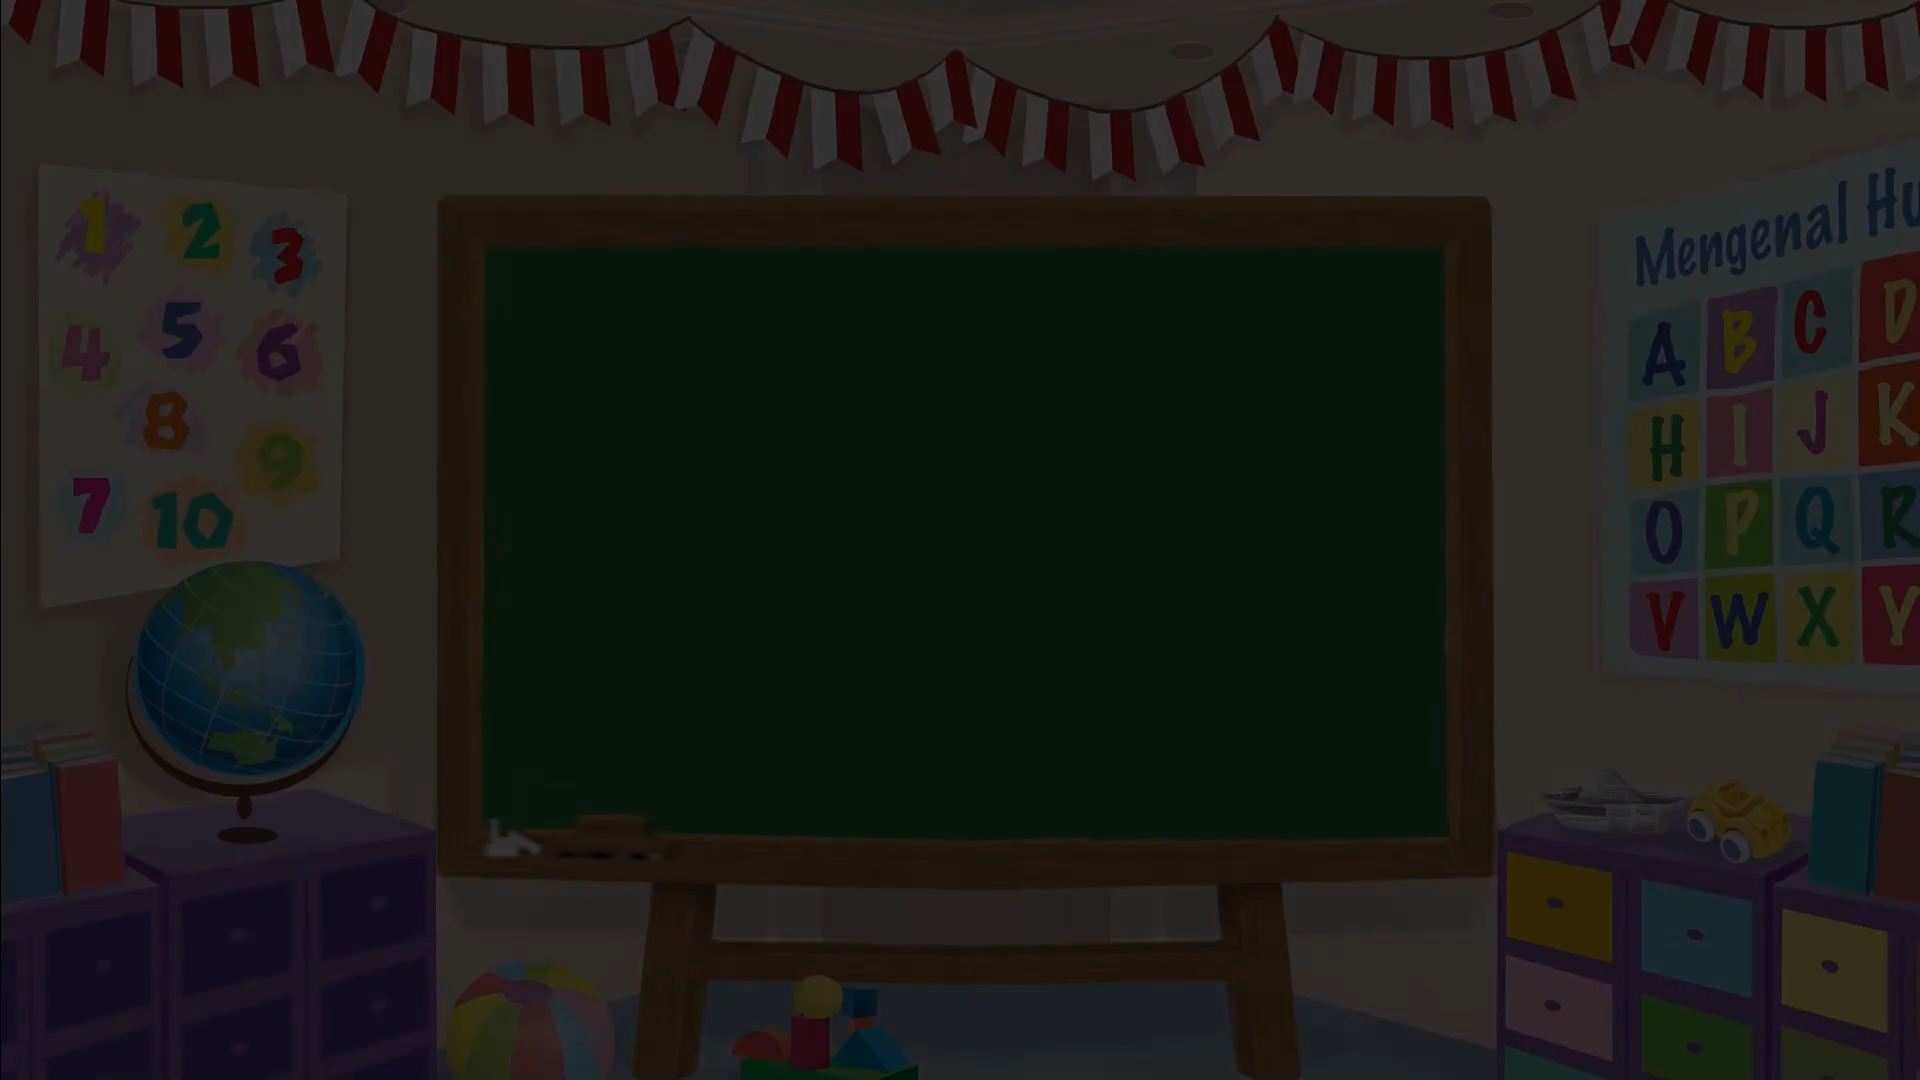 1 2 3
4 5 6
8
9
7 10
Mengenal Hu
A B C D
H I J K
O P Q R
V W X Y